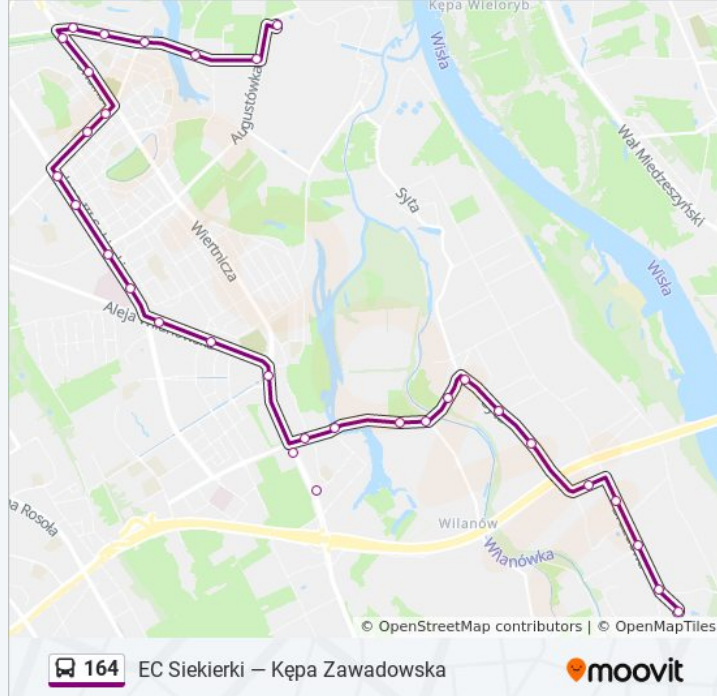 Kępa Wieloryb
Wisła
Augustówka
Wał Miedzeszyński
Syta
Wiertnicza
Wisła
Aleja Wilanowska
Wilanów
Wilanówka
na Rosoła
© OpenStreetMap contributors | © OpenMapTiles
164 EC Siekierki — Kępa Zawadowska
moovit